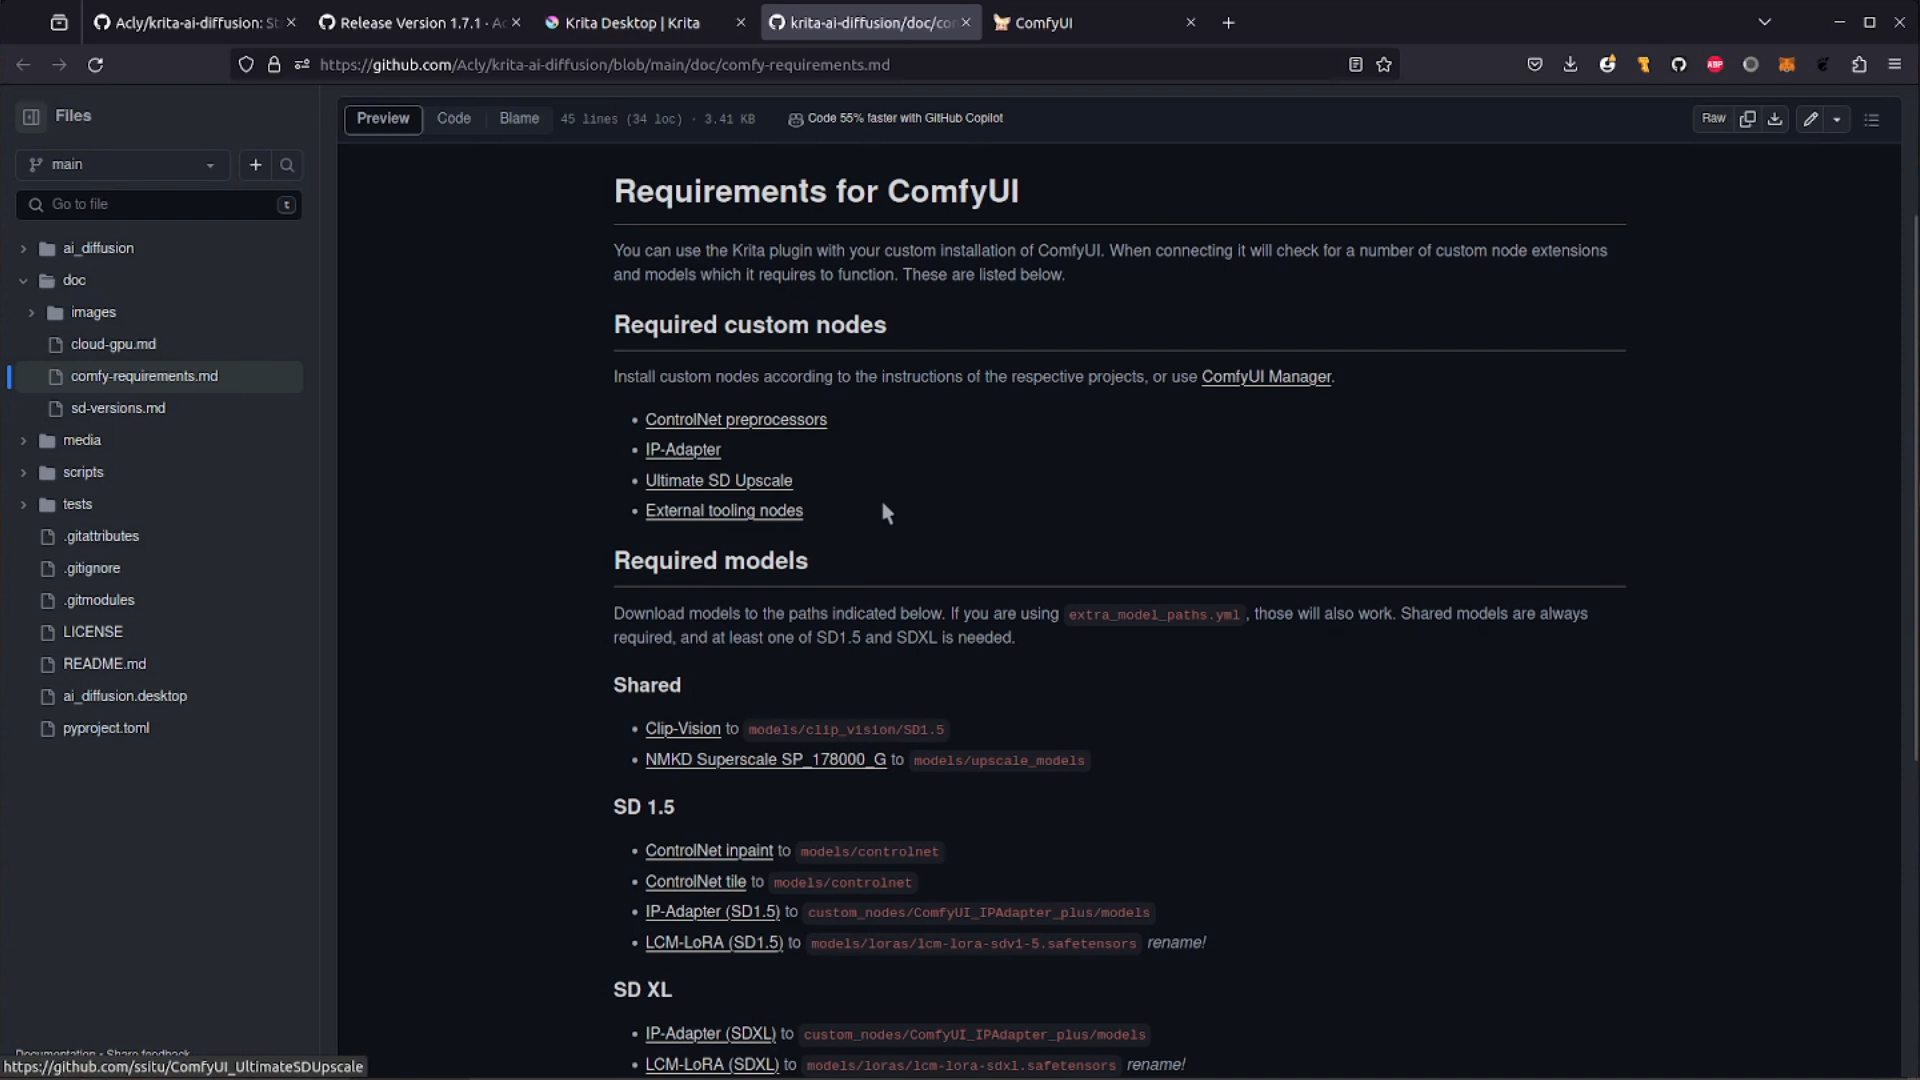 Acly/krita-ai-diffusion: St
Release Version 1.7.1 · Ac
Krita Desktop | Krita
krita-ai-diffusion/doc/co
ComfyUI
https://github.com/Acly/krita-ai-diffusion/blob/main/doc/comfy-requirements.md
ABP
Files
Preview
Code
Blame
45 lines (34 loc) · 3.41 KB
Code 55% faster with GitHub Copilot
Raw
main
Go to file
t
ai_diffusion
doc
images
cloud-gpu.md
comfy-requirements.md
sd-versions.md
media
scripts
tests
.gitattributes
.gitignore
.gitmodules
LICENSE
README.md
ai_diffusion.desktop
pyproject.toml
Documentation • Share feedback
https://github.com/ssitu/ComfyUI_UltimateSDUpscale
Requirements for ComfyUI
You can use the Krita plugin with your custom installation of ComfyUI. When connecting it will check for a number of custom node extensions
and models which it requires to function. These are listed below.
Required custom nodes
Install custom nodes according to the instructions of the respective projects, or use ComfyUI Manager.
• ControlNet preprocessors
• IP-Adapter
• Ultimate SD Upscale
• External tooling nodes
Required models
Download models to the paths indicated below. If you are using extra_model_paths.yml, those will also work. Shared models are always
required, and at least one of SD1.5 and SDXL is needed.
Shared
• Clip-Vision to models/clip_vision/SD1.5
• NMKD Superscale SP_178000_G to models/upscale_models
SD 1.5
• ControlNet inpaint to models/controlnet
• ControlNet tile to models/controlnet
• IP-Adapter (SD1.5) to custom_nodes/ComfyUI_IPAdapter_plus/models
• LCM-LoRA (SD1.5) to models/loras/lcm-lora-sdv1-5.safetensors rename!
SD XL
• IP-Adapter (SDXL) to custom_nodes/ComfyUI_IPAdapter_plus/models
• LCM-LoRA (SDXL) to models/loras/lcm-lora-sdxl.safetensors rename!